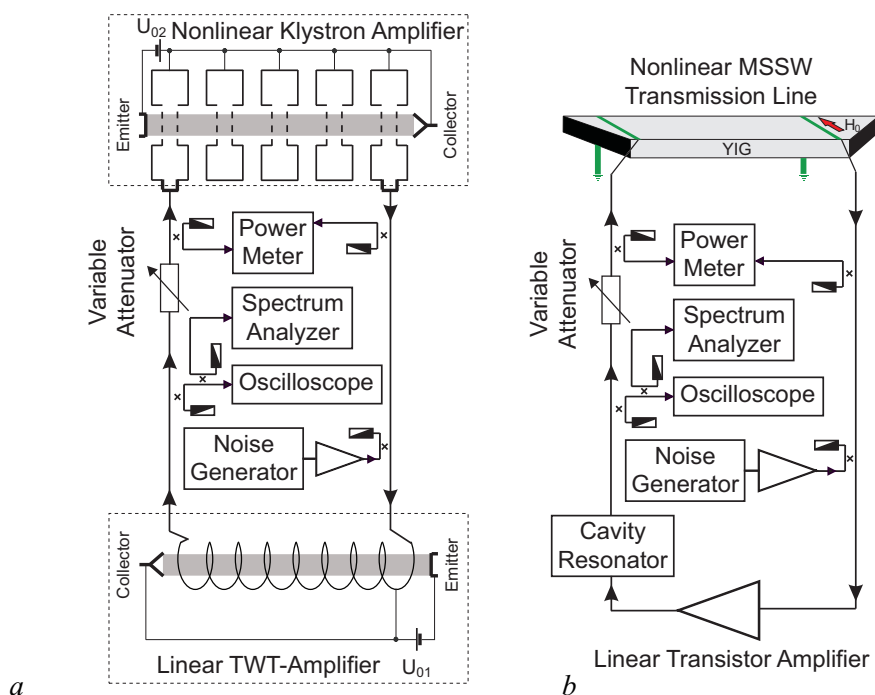 U02
Nonlinear Klystron Amplifier
Emitter
Collector
Variable
Attenuator
Power
Meter
Spectrum
Analyzer
Oscilloscope
Noise
Generator
Collector
Emitter
Linear TWT-Amplifier
U01
a
Nonlinear MSSW
Transmission Line
H0
YIG
Variable
Attenuator
Power
Meter
Spectrum
Analyzer
Oscilloscope
Noise
Generator
Cavity
Resonator
Linear Transistor Amplifier
b